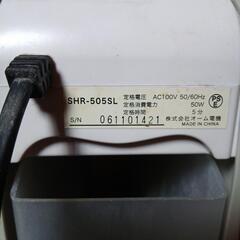 SHR-505SL
定格電圧 AC100V 50/60Hz
定格消費電力 50W
定格時間 5分
S/N 061101421
株式会社オーム電機
MADE IN CHINA
PSE